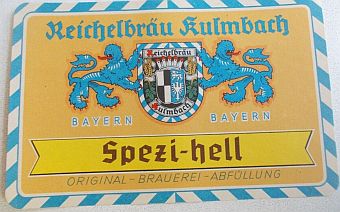 Reichelbräu Kulmbach
Reichelbräu
Kulmbach
BAYERN BAYERN
Spezi-hell
ORIGINAL-BRAUEREI-ABFÜLLUNG